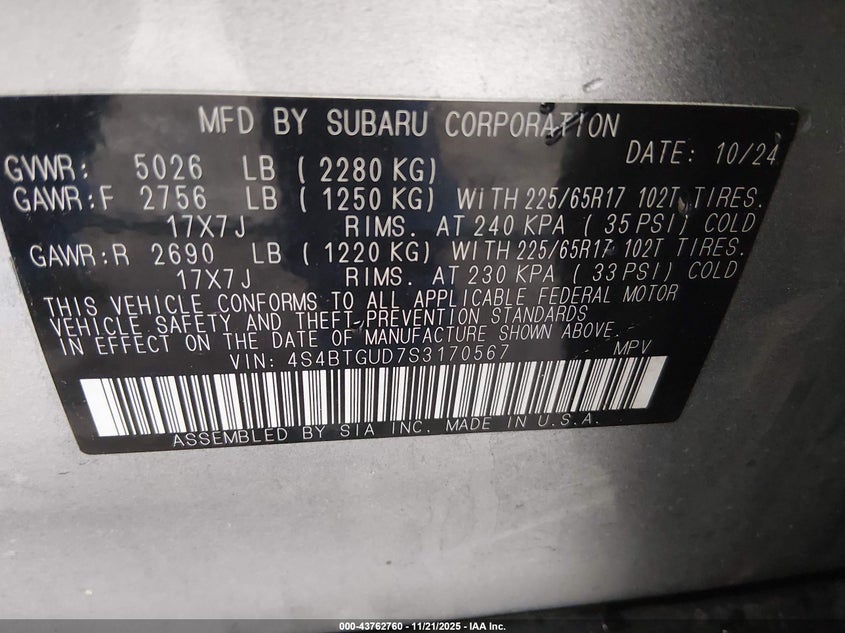 MFD BY SUBARU CORPORATION
DATE: 10/24
GVWR: 5026 LB ( 2280 KG)
GAWR:F 2756 LB ( 1250 KG) WITH 225/65R17 102T TIRES.
17X7J RIMS. AT 240 KPA ( 35 PSI) COLD
GAWR:R 2690 LB ( 1220 KG) WITH 225/65R17 102T TIRES.
17X7J RIMS. AT 230 KPA ( 33 PSI) COLD
THIS VEHICLE CONFORMS TO ALL APPLICABLE FEDERAL MOTOR
VEHICLE SAFETY AND THEFT PREVENTION STANDARDS
IN EFFECT ON THE DATE OF MANUFACTURE SHOWN ABOVE.
VIN: 4S4BTGUD7S3170567 MPV
ASSEMBLED BY SIA INC. MADE IN U.S.A.
000-43762760 - 11/21/2025 - IAA Inc.